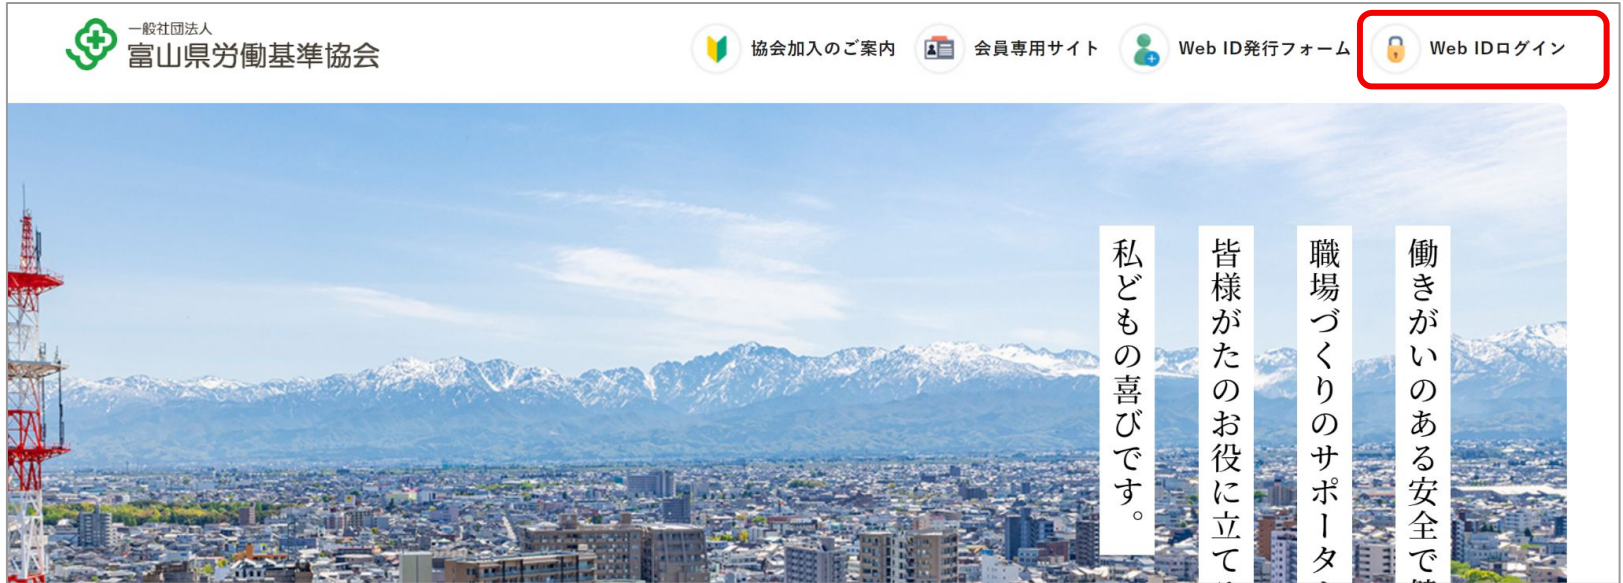 一般社団法人
富山県労働基準協会
協会加入のご案内
会員専用サイト
Web ID発行フォーム
Web IDログイン
働きがいのある安全で
職場づくりのサポータ
皆様がたのお役に立て
私どもの喜びです。